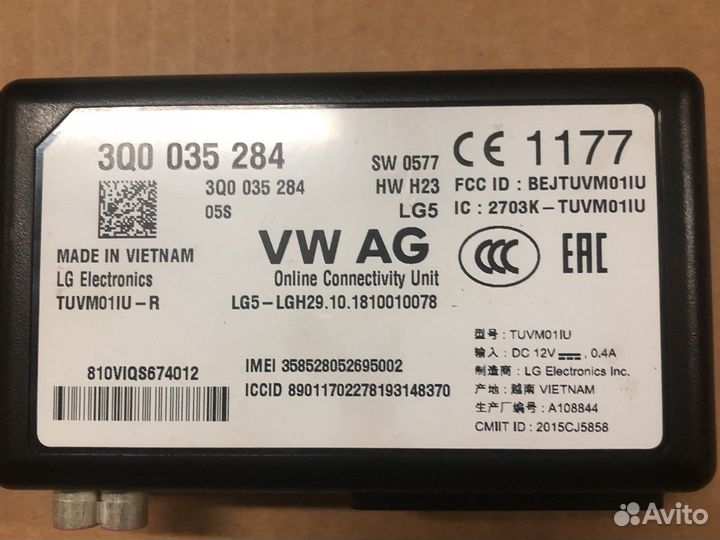 3Q0 035 284
3Q0 035 284
05S
SW 0577
HW H23
LG5
CE 1177
FCC ID : BEJTUVM01IU
IC : 2703K-TUVM01IU
MADE IN VIETNAM
LG Electronics
TUVM01IU-R
VW AG
Online Connectivity Unit
LG5-LGH29.10.1810010078
CCC
EAC
810VIQS674012
IMEI 358528052695002
ICCID 89011702278193148370
型号: TUVM01IU
输入: DC 12V, 0.4A
制造商: LG Electronics Inc.
产地: 越南 VIETNAM
生产厂编号: A108844
CMIIT ID: 2015CJ5858
Avito